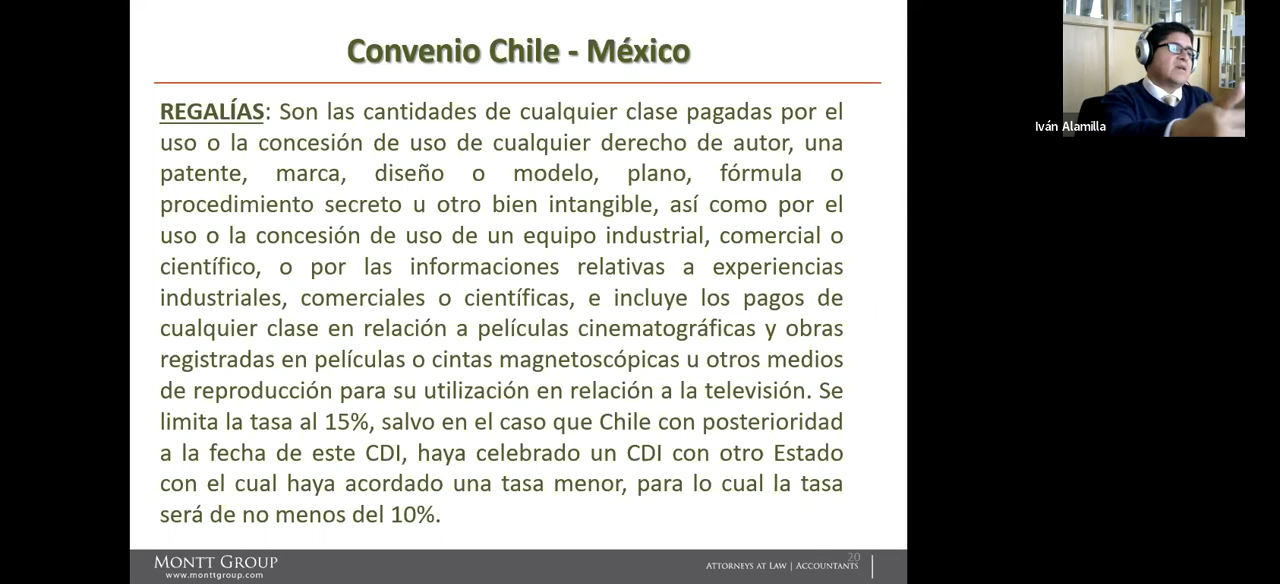 Convenio Chile - México
REGALÍAS: Son las cantidades de cualquier clase pagadas por el
uso o la concesión de uso de cualquier derecho de autor, una
patente, marca, diseño o modelo, plano, fórmula o
procedimiento secreto u otro bien intangible, así como por el
uso o la concesión de uso de un equipo industrial, comercial o
científico, o por las informaciones relativas a experiencias
industriales, comerciales o científicas, e incluye los pagos de
cualquier clase en relación a películas cinematográficas y obras
registradas en películas o cintas magnetoscópicas u otros medios
de reproducción para su utilización en relación a la televisión. Se
limita la tasa al 15%, salvo en el caso que Chile con posterioridad
a la fecha de este CDI, haya celebrado un CDI con otro Estado
con el cual haya acordado una tasa menor, para lo cual la tasa
será de no menos del 10%.
Iván Alamilla
MONTT GROUP
www.monttgroup.com
20
ATTORNEYS AT LAW | ACCOUNTANTS